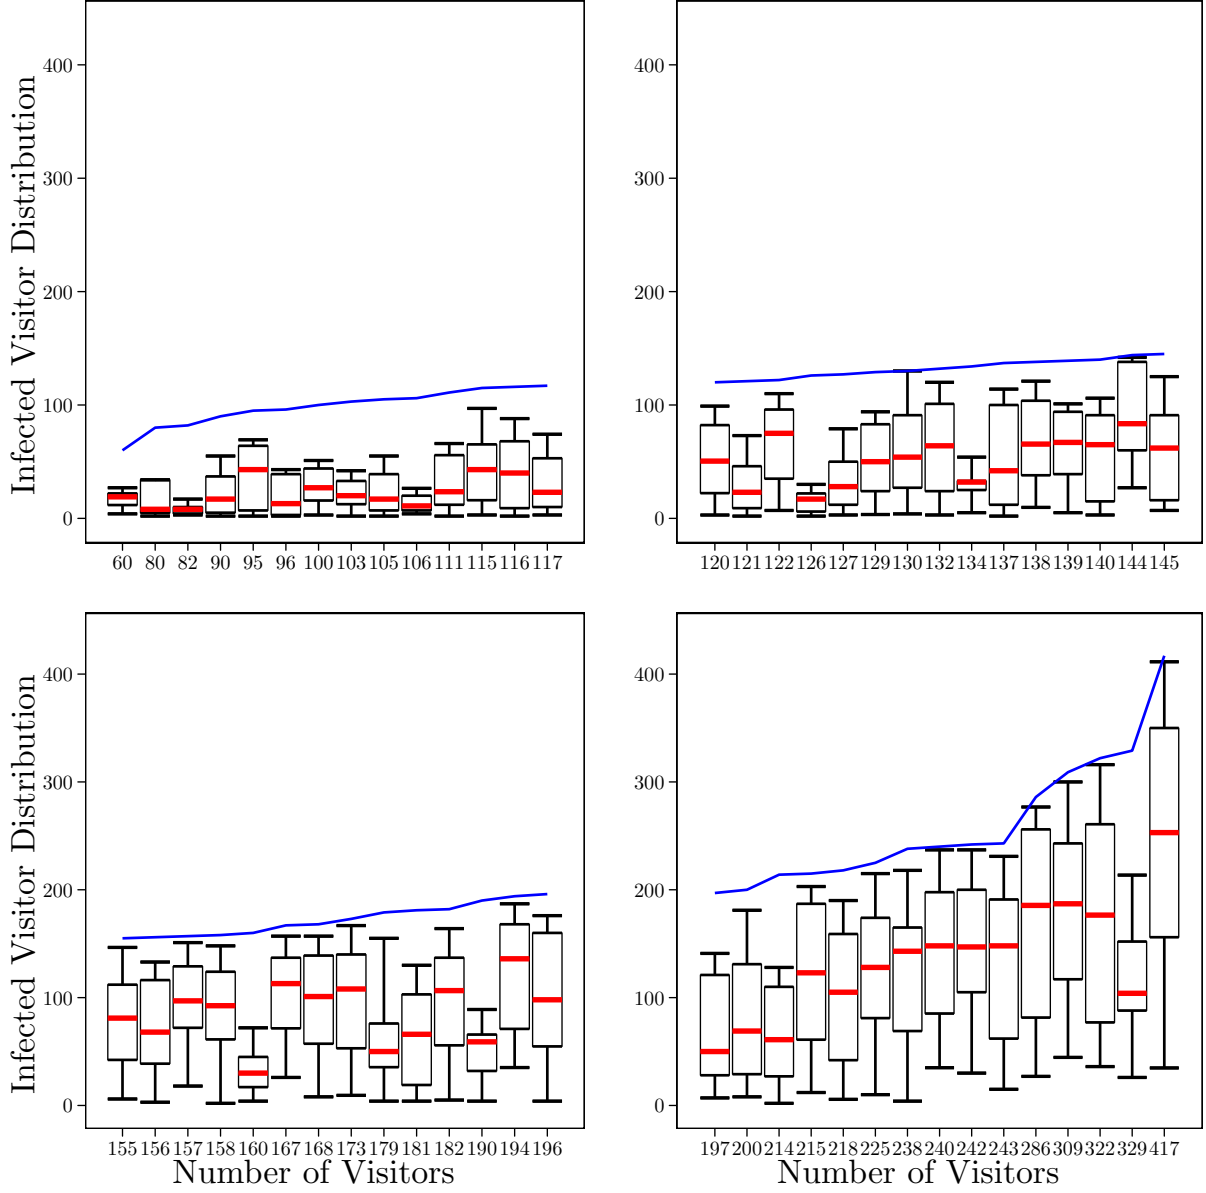 Infected Visitor Distribution
400
300
200
100
0
60 80 82 90 95 96 100 103 105 106 111 115 116 117
400
300
200
100
0
120 121 122 126 127 129 130 132 134 137 138 139 140 144 145
Infected Visitor Distribution
400
300
200
100
0
155 156 157 158 160 167 168 173 179 181 182 190 194 196
Number of Visitors
400
300
200
100
0
197 200 214 215 218 225 238 240 242 243 286 309 322 329 417
Number of Visitors